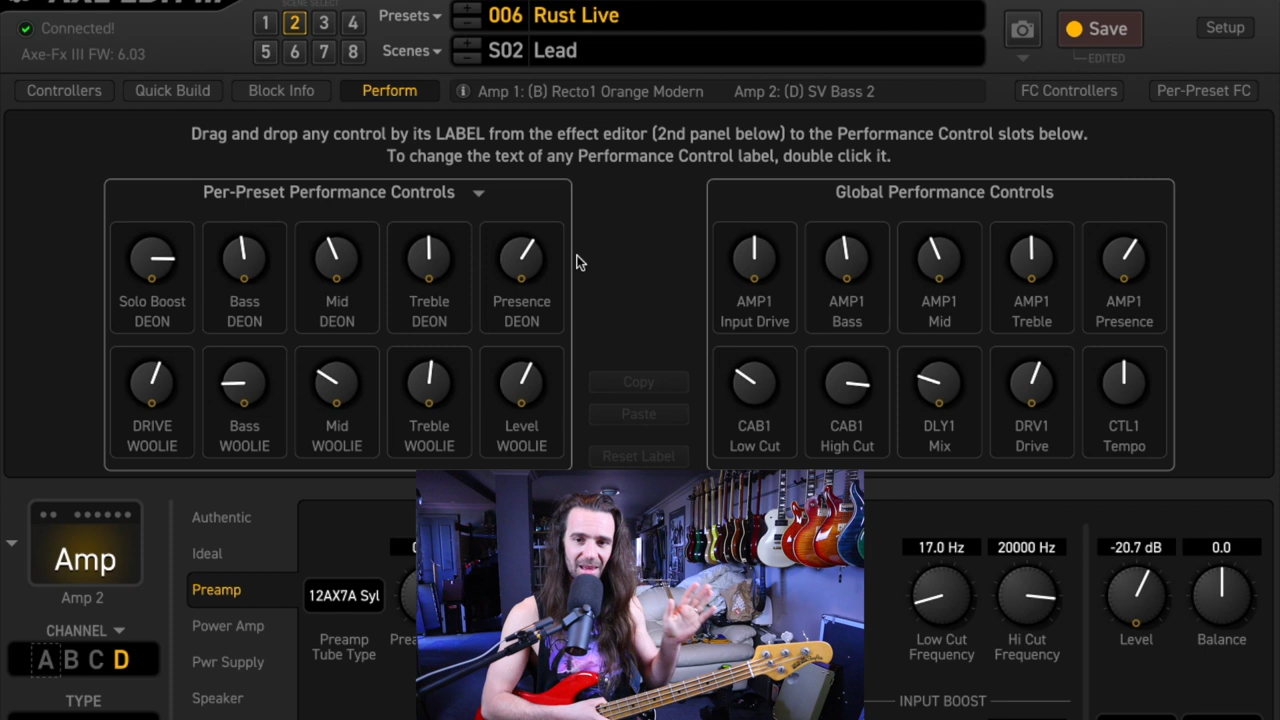 AXE EDIT III
SCENE SELECT
Connected!
Axe-Fx III FW: 6.03
1 2 3 4
5 6 7 8
Presets
Scenes
006 Rust Live
S02 Lead
Save
EDITED
Setup
Controllers
Quick Build
Block Info
Perform
Amp 1: (B) Recto1 Orange Modern
Amp 2: (D) SV Bass 2
FC Controllers
Per-Preset FC
Drag and drop any control by its LABEL from the effect editor (2nd panel below) to the Performance Control slots below.
To change the text of any Performance Control label, double click it.
Per-Preset Performance Controls
Solo Boost
DEON
Bass
DEON
Mid
DEON
Treble
DEON
Presence
DEON
DRIVE
WOOLIE
Bass
WOOLIE
Mid
WOOLIE
Treble
WOOLIE
Level
WOOLIE
Copy
Paste
Reset Label
Global Performance Controls
AMP1
Input Drive
AMP1
Bass
AMP1
Mid
AMP1
Treble
AMP1
Presence
CAB1
Low Cut
CAB1
High Cut
DLY1
Mix
DRV1
Drive
CTL1
Tempo
Amp
Amp 2
CHANNEL
A B C D
TYPE
Authentic
Ideal
Preamp
Power Amp
Pwr Supply
Speaker
12AX7A Syl
Preamp
Tube Type
17.0 Hz
Low Cut
Frequency
20000 Hz
Hi Cut
Frequency
-20.7 dB
Level
0.0
Balance
INPUT BOOST